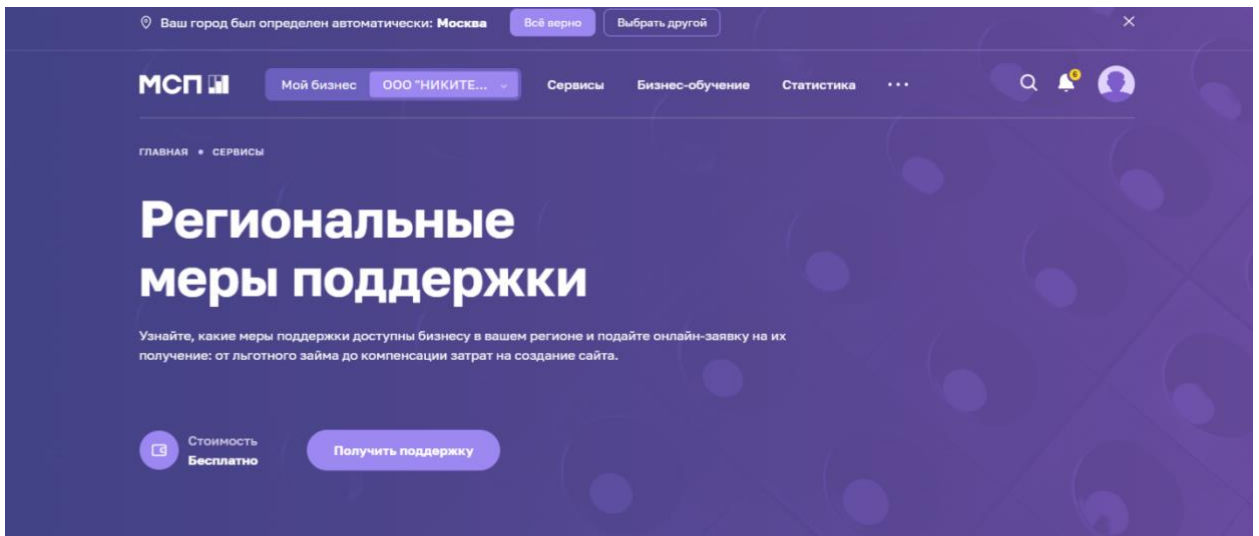 Ваш город был определен автоматически: Москва Всё верно Выбрать другой
МСП Мой бизнес ООО "НИКИТЕ... Сервисы Бизнес-обучение Статистика ... 6
ГЛАВНАЯ • СЕРВИСЫ
Региональные
меры поддержки
Узнайте, какие меры поддержки доступны бизнесу в вашем регионе и подайте онлайн-заявку на их
получение: от льготного займа до компенсации затрат на создание сайта.
Стоимость
Бесплатно
Получить поддержку